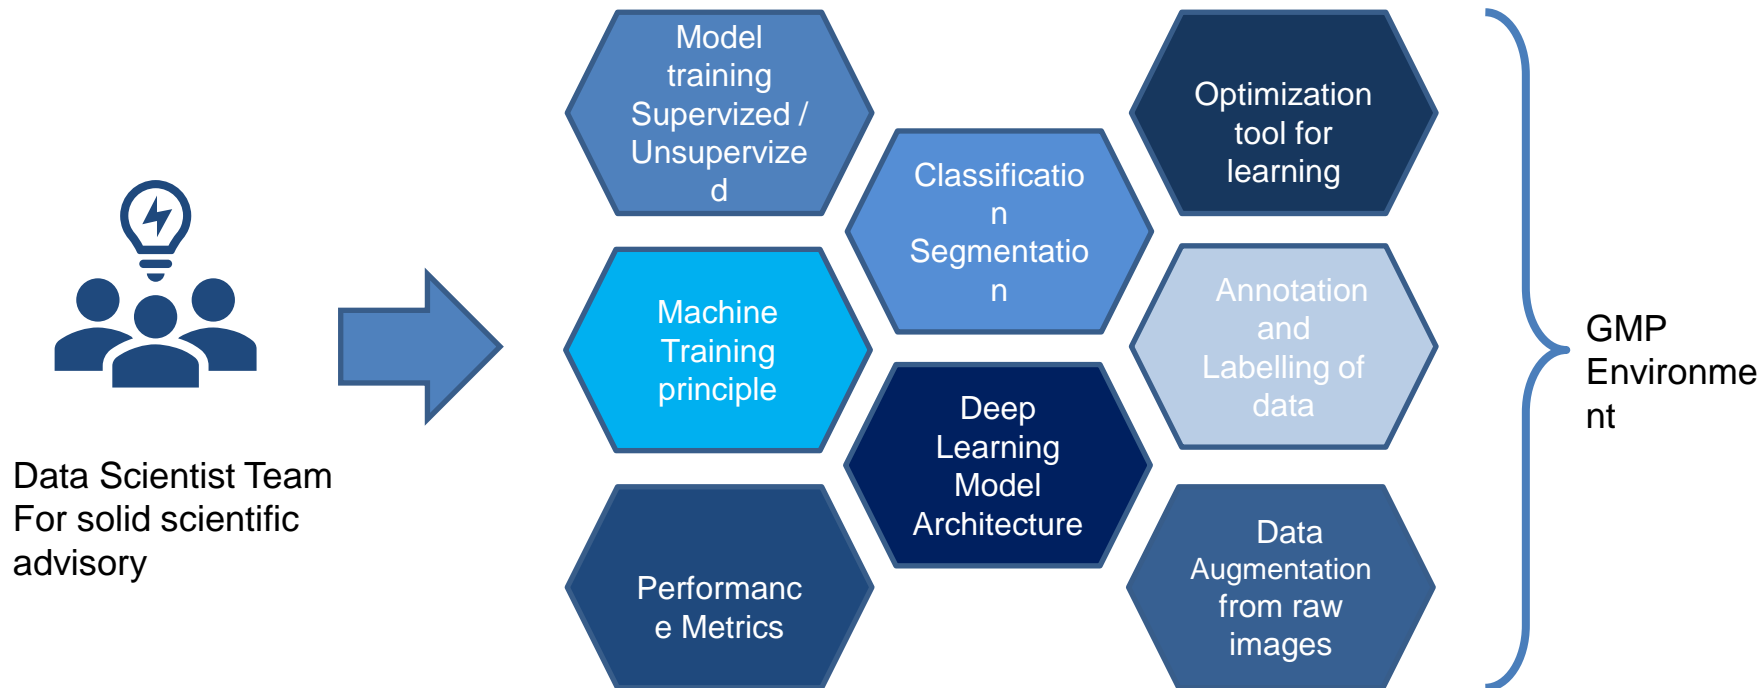 Data Scientist Team
For solid scientific
advisory
Model
training
Supervized /
Unsupervize
d
Machine
Training
principle
Performanc
e Metrics
Classificatio
n
Segmentatio
n
Deep
Learning
Model
Architecture
Optimization
tool for
learning
Annotation
and
Labelling of
data
Data
Augmentation
from raw
images
GMP
Environme
nt